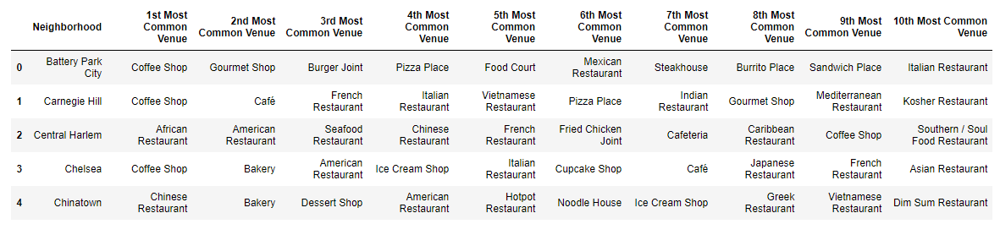 Neighborhood 1st Most Common Venue 2nd Most Common Venue 3rd Most Common Venue 4th Most Common Venue 5th Most Common Venue 6th Most Common Venue 7th Most Common Venue 8th Most Common Venue 9th Most Common Venue 10th Most Common Venue
0 Battery Park City Coffee Shop Gourmet Shop Burger Joint Pizza Place Food Court Mexican Restaurant Steakhouse Burrito Place Sandwich Place Italian Restaurant
1 Carnegie Hill Coffee Shop Café French Restaurant Italian Restaurant Vietnamese Restaurant Pizza Place Indian Restaurant Gourmet Shop Mediterranean Restaurant Kosher Restaurant
2 Central Harlem African Restaurant American Restaurant Seafood Restaurant Chinese Restaurant French Restaurant Fried Chicken Joint Cafeteria Caribbean Restaurant Coffee Shop Southern / Soul Food Restaurant
3 Chelsea Coffee Shop Bakery American Restaurant Ice Cream Shop Italian Restaurant Cupcake Shop Café Japanese Restaurant French Restaurant Asian Restaurant
4 Chinatown Chinese Restaurant Bakery Dessert Shop American Restaurant Hotpot Restaurant Noodle House Ice Cream Shop Greek Restaurant Vietnamese Restaurant Dim Sum Restaurant